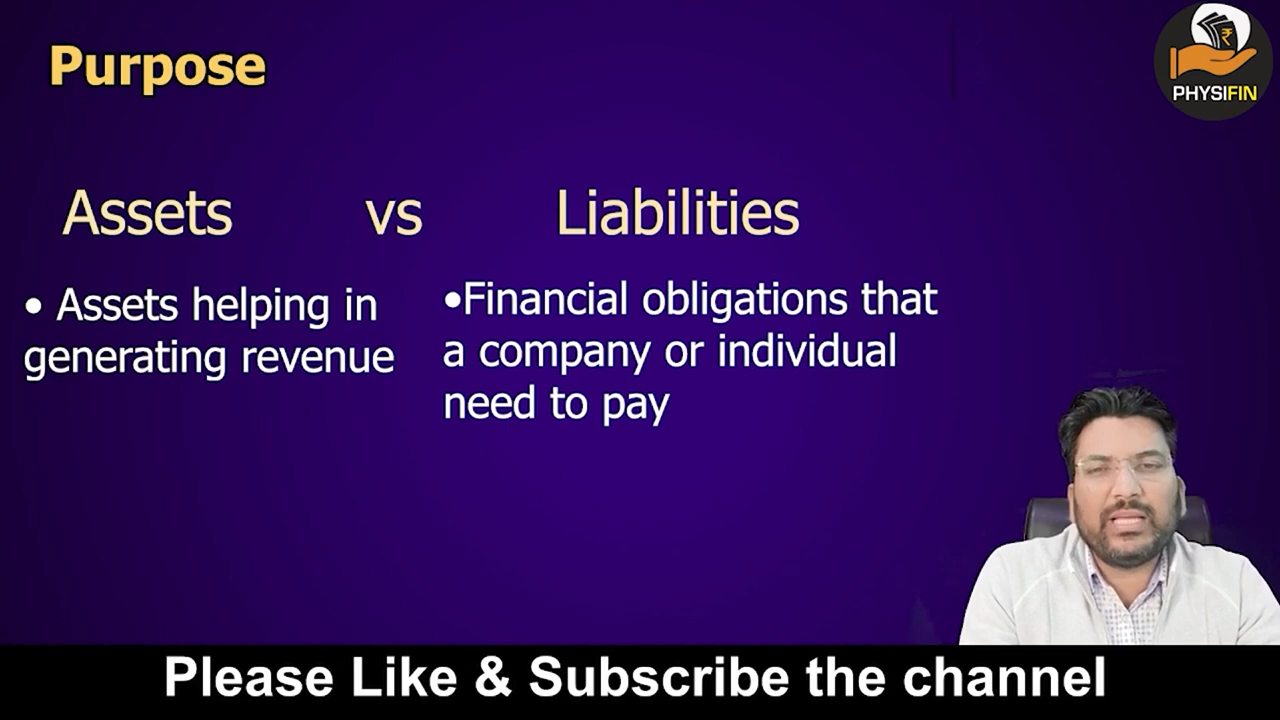 Purpose
PHYSIFIN
Assets vs Liabilities
• Assets helping in
generating revenue
•Financial obligations that
a company or individual
need to pay
Please Like & Subscribe the channel